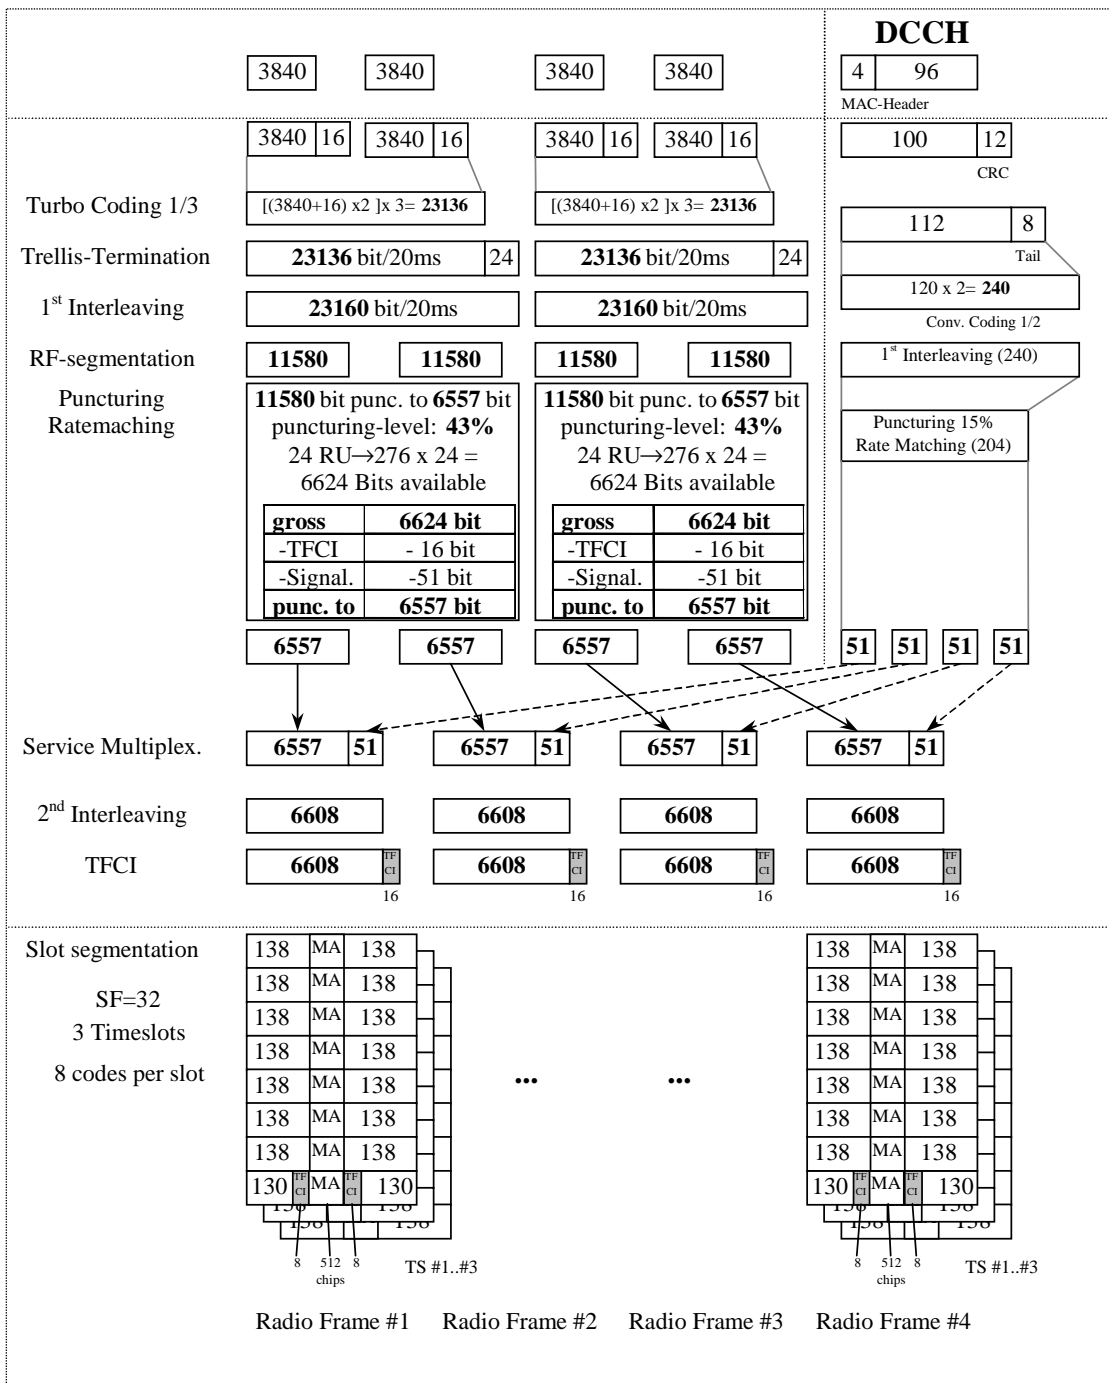 DCCH
3840 3840 3840 3840 4 96
MAC-Header
3840 16 3840 16 3840 16 3840 16 100 12
CRC
Turbo Coding 1/3 [(3840+16) x2 ]x 3= 23136 [(3840+16) x2 ]x 3= 23136
112 8
Tail
Trellis-Termination 23136 bit/20ms 24 23136 bit/20ms 24
120 x 2= 240
Conv. Coding 1/2
1st Interleaving 23160 bit/20ms 23160 bit/20ms
RF-segmentation 11580 11580 11580 11580 1st Interleaving (240)
Puncturing
Ratemaching
11580 bit punc. to 6557 bit
puncturing-level: 43%
24 RU→276 x 24 =
6624 Bits available
gross 6624 bit
-TFCI - 16 bit
-Signal. -51 bit
punc. to 6557 bit
11580 bit punc. to 6557 bit
puncturing-level: 43%
24 RU→276 x 24 =
6624 Bits available
gross 6624 bit
-TFCI - 16 bit
-Signal. -51 bit
punc. to 6557 bit
Puncturing 15%
Rate Matching (204)
6557 6557 6557 6557 51 51 51 51
Service Multiplex. 6557 51 6557 51 6557 51 6557 51
2nd Interleaving 6608 6608 6608 6608
TFCI 6608 TF CI 6608 TF CI 6608 TF CI 6608 TF CI
16 16 16 16
Slot segmentation
SF=32
3 Timeslots
8 codes per slot
138 MA 138
138 MA 138
138 MA 138
138 MA 138
138 MA 138
138 MA 138
138 MA 138
130 TF CI MA TF CI 130
138 138
138 138
8 512 8
chips
TS #1..#3
... ...
138 MA 138
138 MA 138
138 MA 138
138 MA 138
138 MA 138
138 MA 138
138 MA 138
130 TF CI MA TF CI 130
138 138
138 138
8 512 8
chips
TS #1..#3
Radio Frame #1 Radio Frame #2 Radio Frame #3 Radio Frame #4